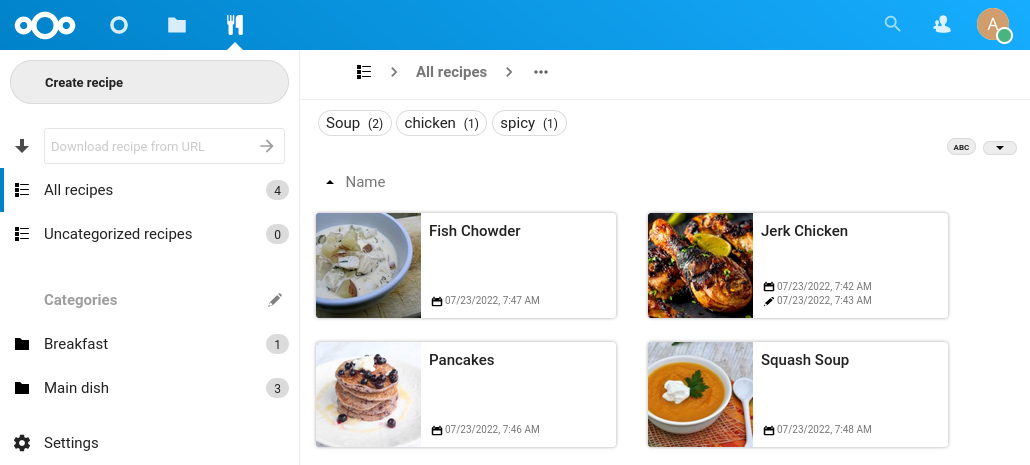 A
Create recipe
Download recipe from URL
All recipes 4
Uncategorized recipes 0
Categories
Breakfast 1
Main dish 3
Settings
All recipes
Soup (2) chicken (1) spicy (1)
ABC
Name
Fish Chowder
07/23/2022, 7:47 AM
Jerk Chicken
07/23/2022, 7:42 AM
07/23/2022, 7:43 AM
Pancakes
07/23/2022, 7:46 AM
Squash Soup
07/23/2022, 7:48 AM